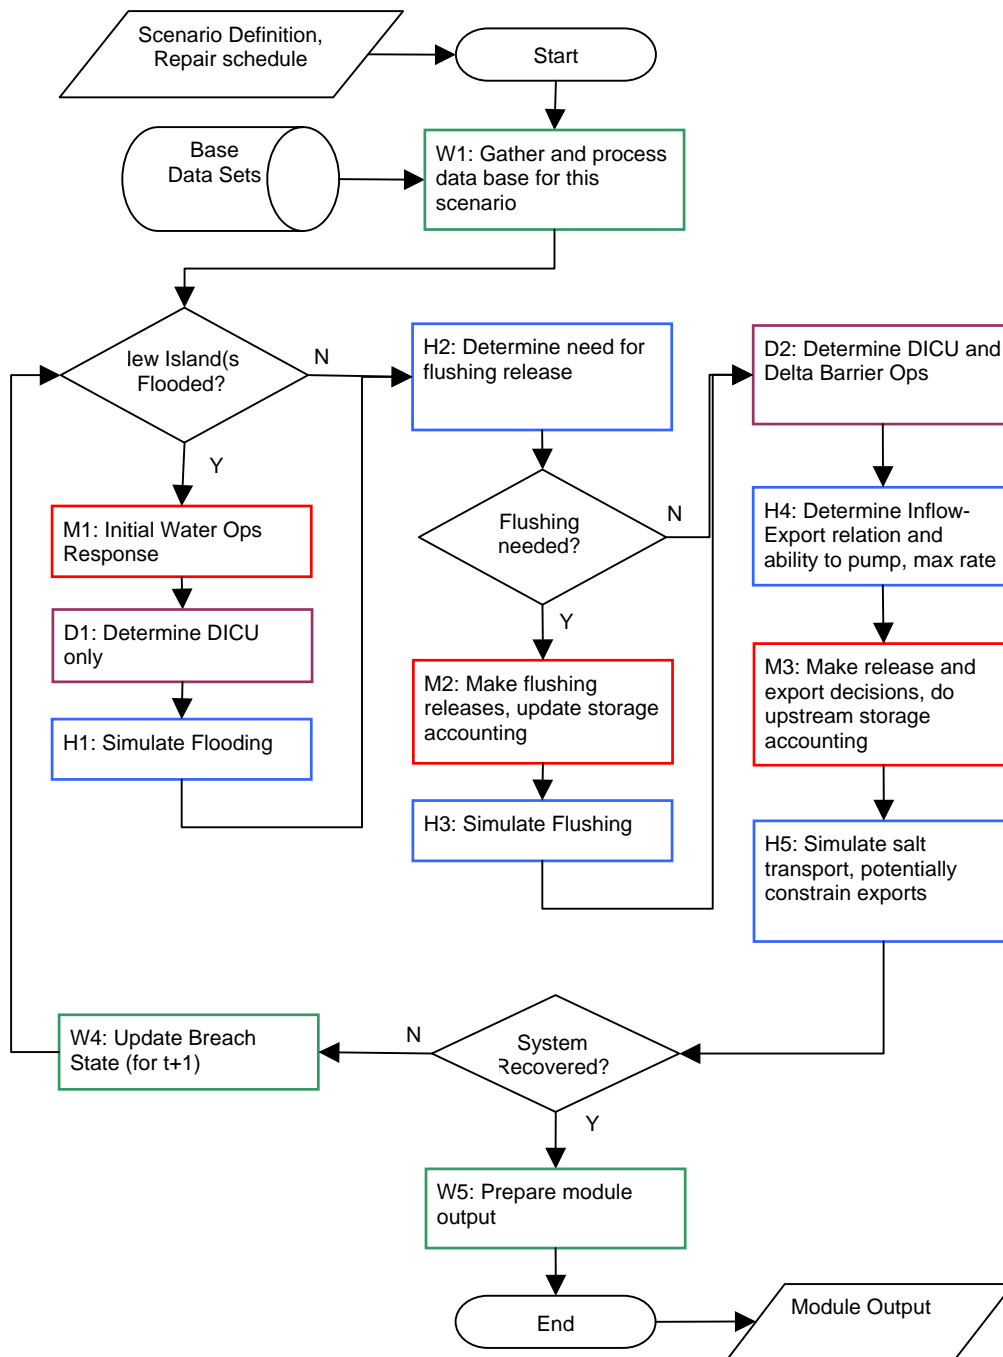 Scenario Definition,
Repair schedule
Start
Base
Data Sets
W1: Gather and process
data base for this
scenario
lew Island(s
Flooded?
N
Y
H2: Determine need for
flushing release
D2: Determine DICU and
Delta Barrier Ops
M1: Initial Water Ops
Response
Flushing
needed?
N
Y
H4: Determine Inflow-
Export relation and
ability to pump, max rate
D1: Determine DICU
only
M2: Make flushing
releases, update storage
accounting
M3: Make release and
export decisions, do
upstream storage
accounting
H1: Simulate Flooding
H3: Simulate Flushing
H5: Simulate salt
transport, potentially
constrain exports
W4: Update Breach
State (for t+1)
N
System
Recovered?
Y
W5: Prepare module
output
End
Module Output